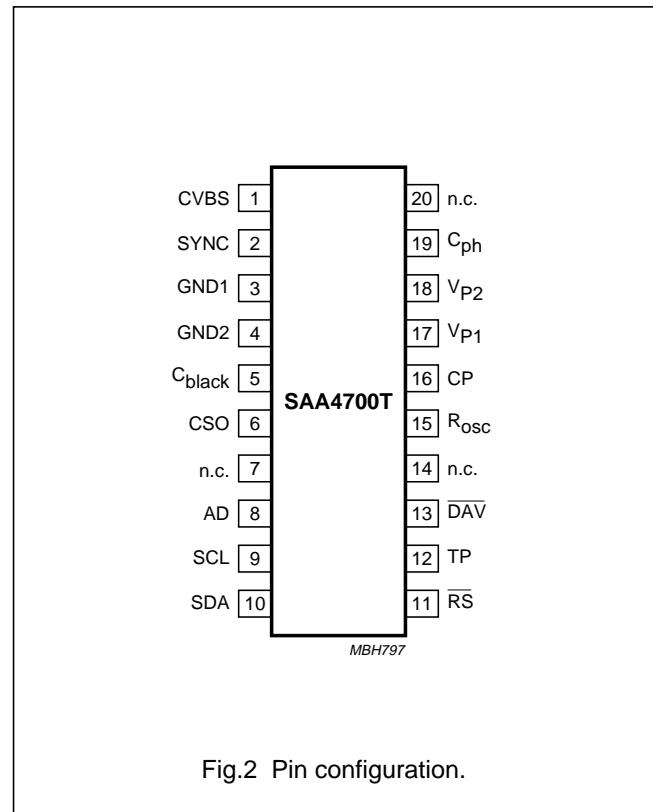 CVBS 1 20 n.c.
SYNC 2 19 Cph
GND1 3 18 VP2
GND2 4 17 VP1
Cblack 5 16 CP
SAA4700T
CSO 6 15 Rosc
n.c. 7 14 n.c.
AD 8 13 D̅A̅V̅
SCL 9 12 TP
SDA 10 11 R̅S̅
MBH797
Fig.2 Pin configuration.